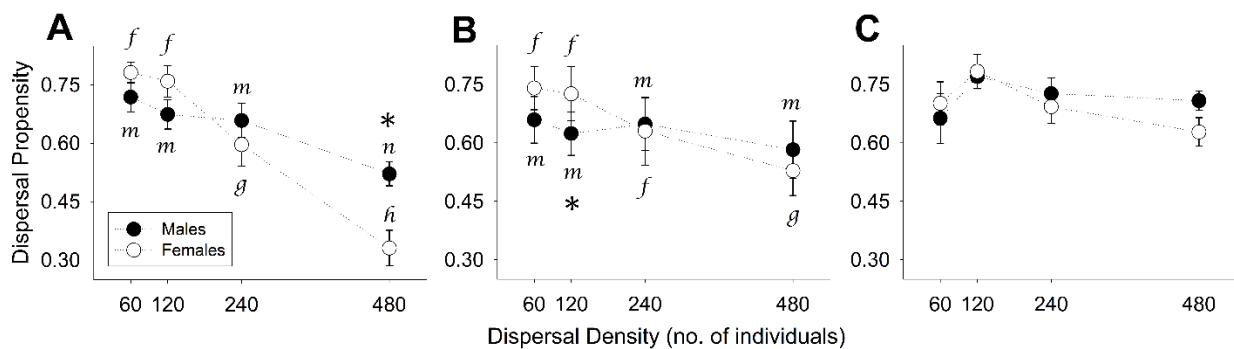 A
B
C
Dispersal Propensity
0.75
0.60
0.45
0.30
f
f
m
m
m
g
*
n
h
Males
Females
60
120
240
480
0.75
0.60
0.45
0.30
f
f
m
m
m
m
*
f
g
60
120
240
480
0.75
0.60
0.45
0.30
60
120
240
480
Dispersal Density (no. of individuals)